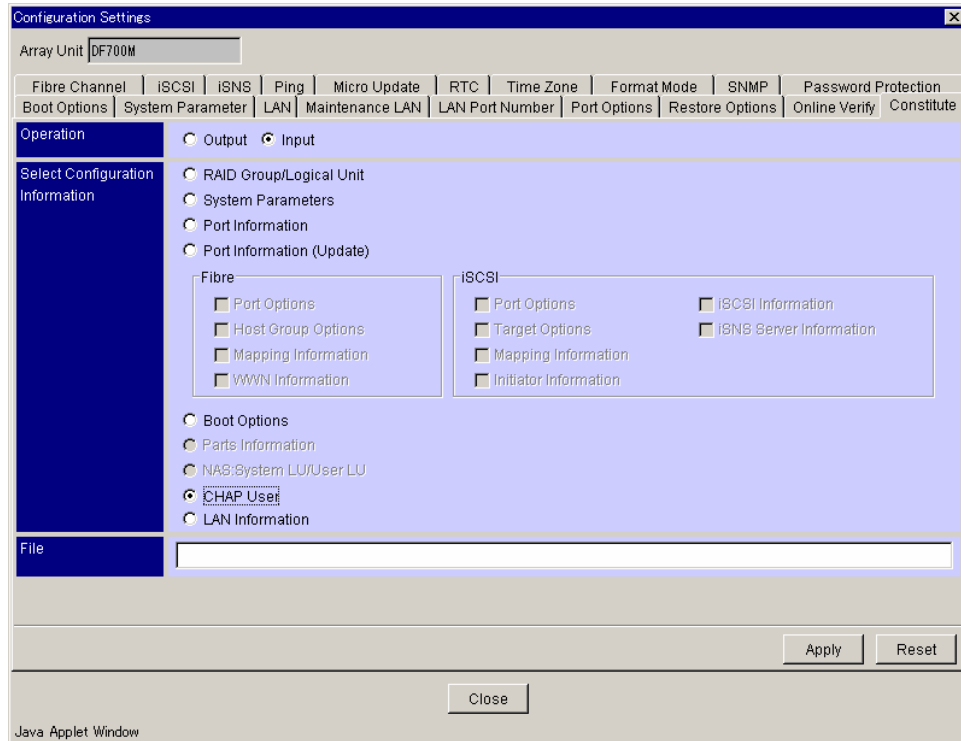 Configuration Settings
Array Unit DF700M
Fibre Channel iSCSI iSNS Ping Micro Update RTC Time Zone Format Mode SNMP Password Protection
Boot Options System Parameter LAN Maintenance LAN LAN Port Number Port Options Restore Options Online Verify Constitute
Operation Output Input
Select Configuration Information
RAID Group/Logical Unit
System Parameters
Port Information
Port Information (Update)
Fibre
Port Options
Host Group Options
Mapping Information
WWN Information
iSCSI
Port Options iSCSI Information
Target Options iSNS Server Information
Mapping Information
Initiator Information
Boot Options
Parts Information
NAS:System LU/User LU
CHAP User
LAN Information
File
Apply Reset
Close
Java Applet Window